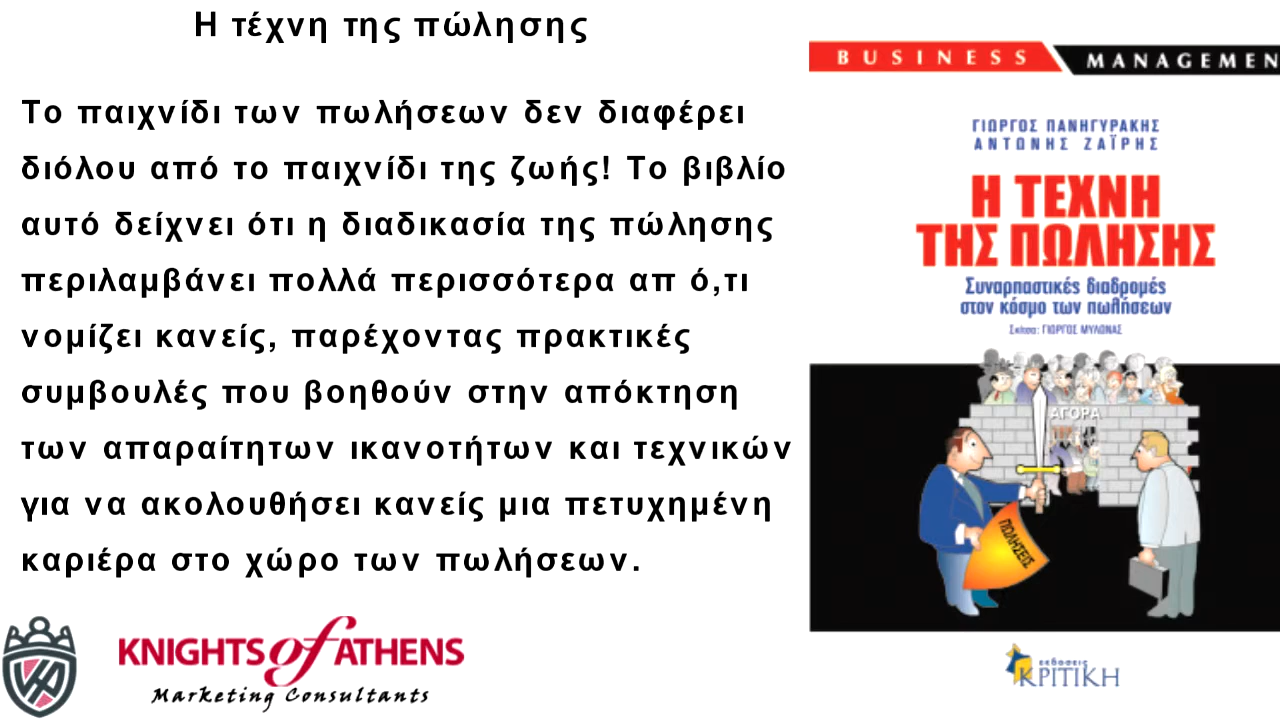 Η τέχνη της πώλησης
Το παιχνίδι των πωλήσεων δεν διαφέρει
διόλου από το παιχνίδι της ζωής! Το βιβλίο
αυτό δείχνει ότι η διαδικασία της πώλησης
περιλαμβάνει πολλά περισσότερα απ ό,τι
νομίζει κανείς, παρέχοντας πρακτικές
συμβουλές που βοηθούν στην απόκτηση
των απαραίτητων ικανοτήτων και τεχνικών
για να ακολουθήσει κανείς μια πετυχημένη
καριέρα στο χώρο των πωλήσεων.
KNIGHTS of ATHENS
Marketing Consultants
BUSINESS MANAGEMEN
ΓΙΩΡΓΟΣ ΠΑΝΗΓΥΡΑΚΗΣ
ΑΝΤΩΝΗΣ ΖΑΪΡΗΣ
Η ΤΕΧΝΗ
ΤΗΣ ΠΩΛΗΣΗΣ
Συναρπαστικές διαδρομές
στον κόσμο των πωλήσεων
Σκίτσα: ΓΙΩΡΓΟΣ ΜΥΛΩΝΑΣ
ΑΓΟΡΑ
ΠΩΛΗΣΕΙΣ
εκδοσεις
ΚΡΙΤΙΚΗ